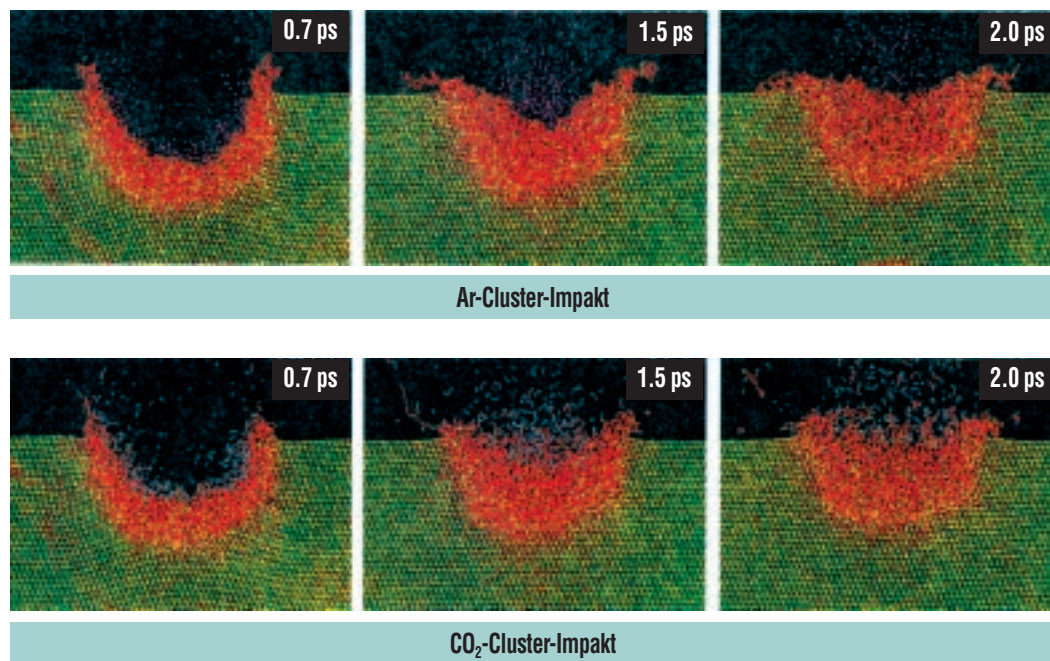 0.7 ps
1.5 ps
2.0 ps
Ar-Cluster-Impakt
0.7 ps
1.5 ps
2.0 ps
CO₂-Cluster-Impakt